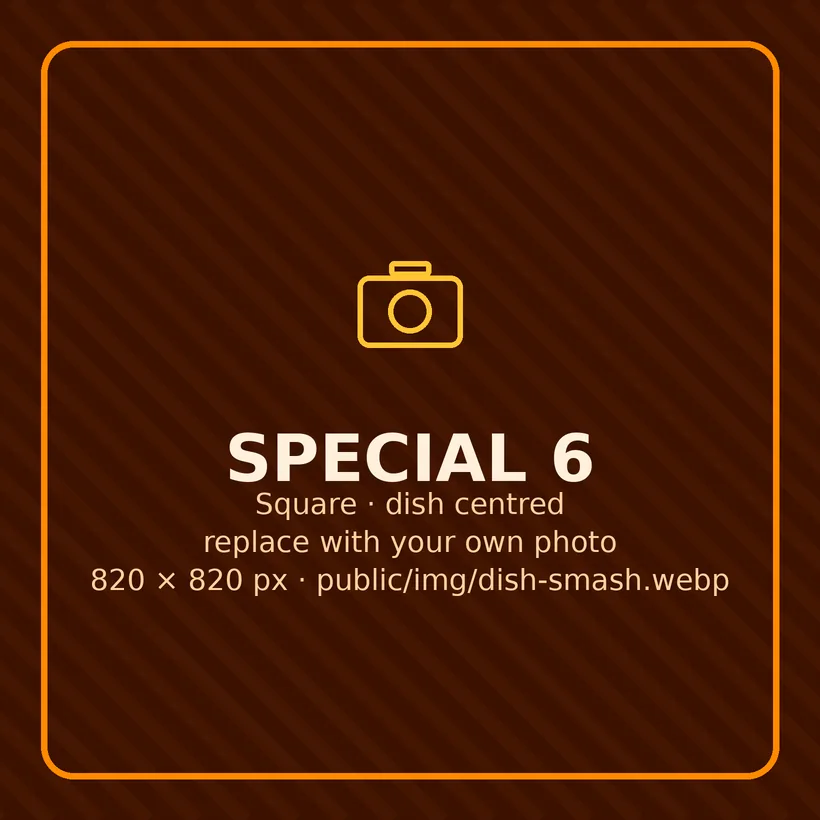 SPECIAL 6
Square · dish centred
replace with your own photo
820 × 820 px · public/img/dish-smash.webp